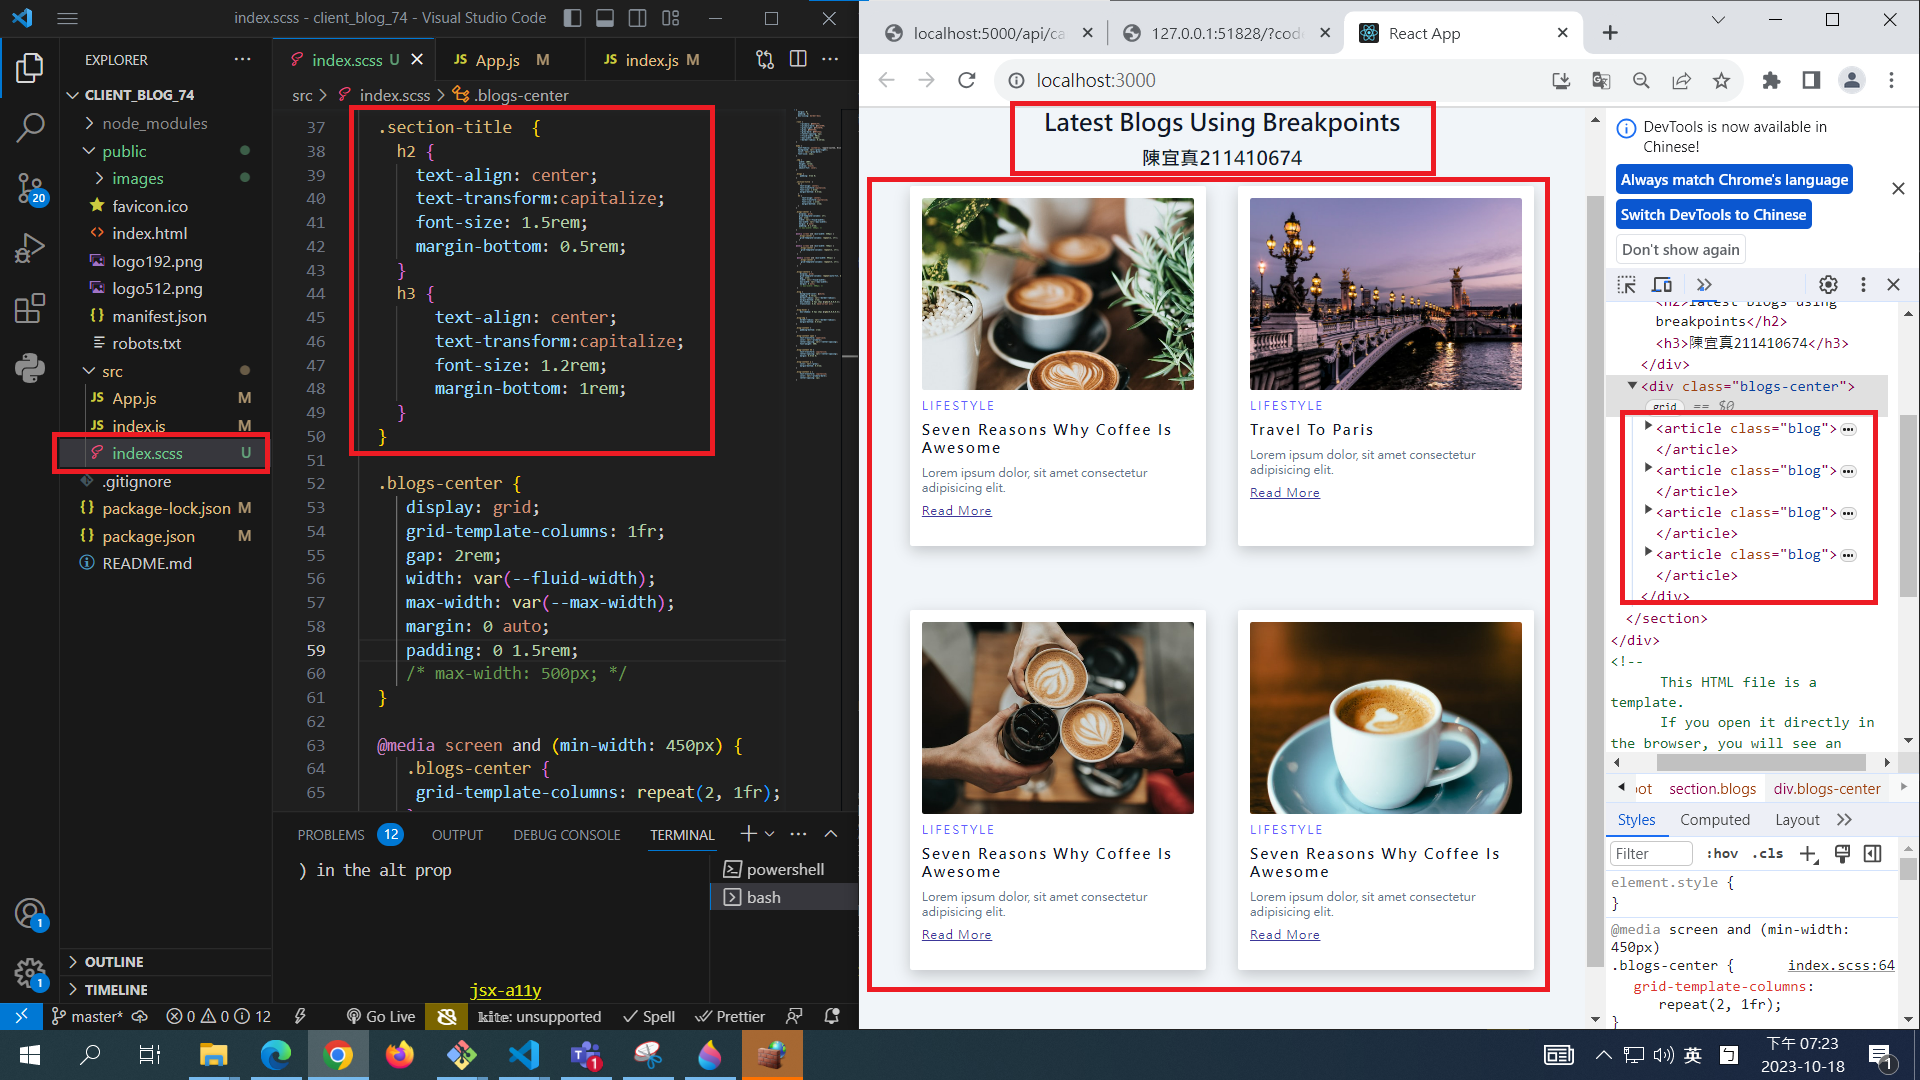 index.scss - client_blog_74 - Visual Studio Code
EXPLORER
CLIENT_BLOG_74
node_modules
public
images
favicon.ico
index.html
logo192.png
logo512.png
manifest.json
robots.txt
src
App.js M
index.js M
index.scss U
.gitignore
package-lock.json M
package.json M
README.md
OUTLINE
TIMELINE
20
1
1
index.scss U
App.js M
index.js M
src > index.scss > .blogs-center
37 .section-title {
38 h2 {
39 text-align: center;
40 text-transform:capitalize;
41 font-size: 1.5rem;
42 margin-bottom: 0.5rem;
43 }
44 h3 {
45 text-align: center;
46 text-transform:capitalize;
47 font-size: 1.2rem;
48 margin-bottom: 1rem;
49 }
50 }
51
52 .blogs-center {
53 display: grid;
54 grid-template-columns: 1fr;
55 gap: 2rem;
56 width: var(--fluid-width);
57 max-width: var(--max-width);
58 margin: 0 auto;
59 padding: 0 1.5rem;
60 /* max-width: 500px; */
61 }
62
63 @media screen and (min-width: 450px) {
64 .blogs-center {
65 grid-template-columns: repeat(2, 1fr);
PROBLEMS 12 OUTPUT DEBUG CONSOLE TERMINAL
) in the alt prop
jsx-a11y
powershell
bash
master* 0 0 12 Go Live kite: unsupported Spell Prettier
localhost:5000/api/ca
127.0.0.1:51828/?cod
React App
localhost:3000
Latest Blogs Using Breakpoints
陳宜真211410674
LIFESTYLE
Seven Reasons Why Coffee Is
Awesome
Lorem ipsum dolor, sit amet consectetur
adipisicing elit.
Read More
LIFESTYLE
Travel To Paris
Lorem ipsum dolor, sit amet consectetur
adipisicing elit.
Read More
LIFESTYLE
Seven Reasons Why Coffee Is
Awesome
Lorem ipsum dolor, sit amet consectetur
adipisicing elit.
Read More
LIFESTYLE
Seven Reasons Why Coffee Is
Awesome
Lorem ipsum dolor, sit amet consectetur
adipisicing elit.
Read More
DevTools is now available in
Chinese!
Always match Chrome's language
Switch DevTools to Chinese
Don't show again
<h2>latest blogs using
breakpoints</h2>
<h3>陳宜真211410674</h3>
</div>
<div class="blogs-center">
grid == $0
<article class="blog">
</article>
<article class="blog">
</article>
<article class="blog">
</article>
<article class="blog">
</article>
</div>
</section>
</div>
<!--
This HTML file is a
template.
If you open it directly in
the browser, you will see an
oot section.blogs div.blogs-center
Styles Computed Layout
Filter :hov .cls
element.style {
}
@media screen and (min-width:
450px)
.blogs-center { index.scss:64
grid-template-columns:
repeat(2, 1fr);
}
1
英
下午 07:23
2023-10-18
1